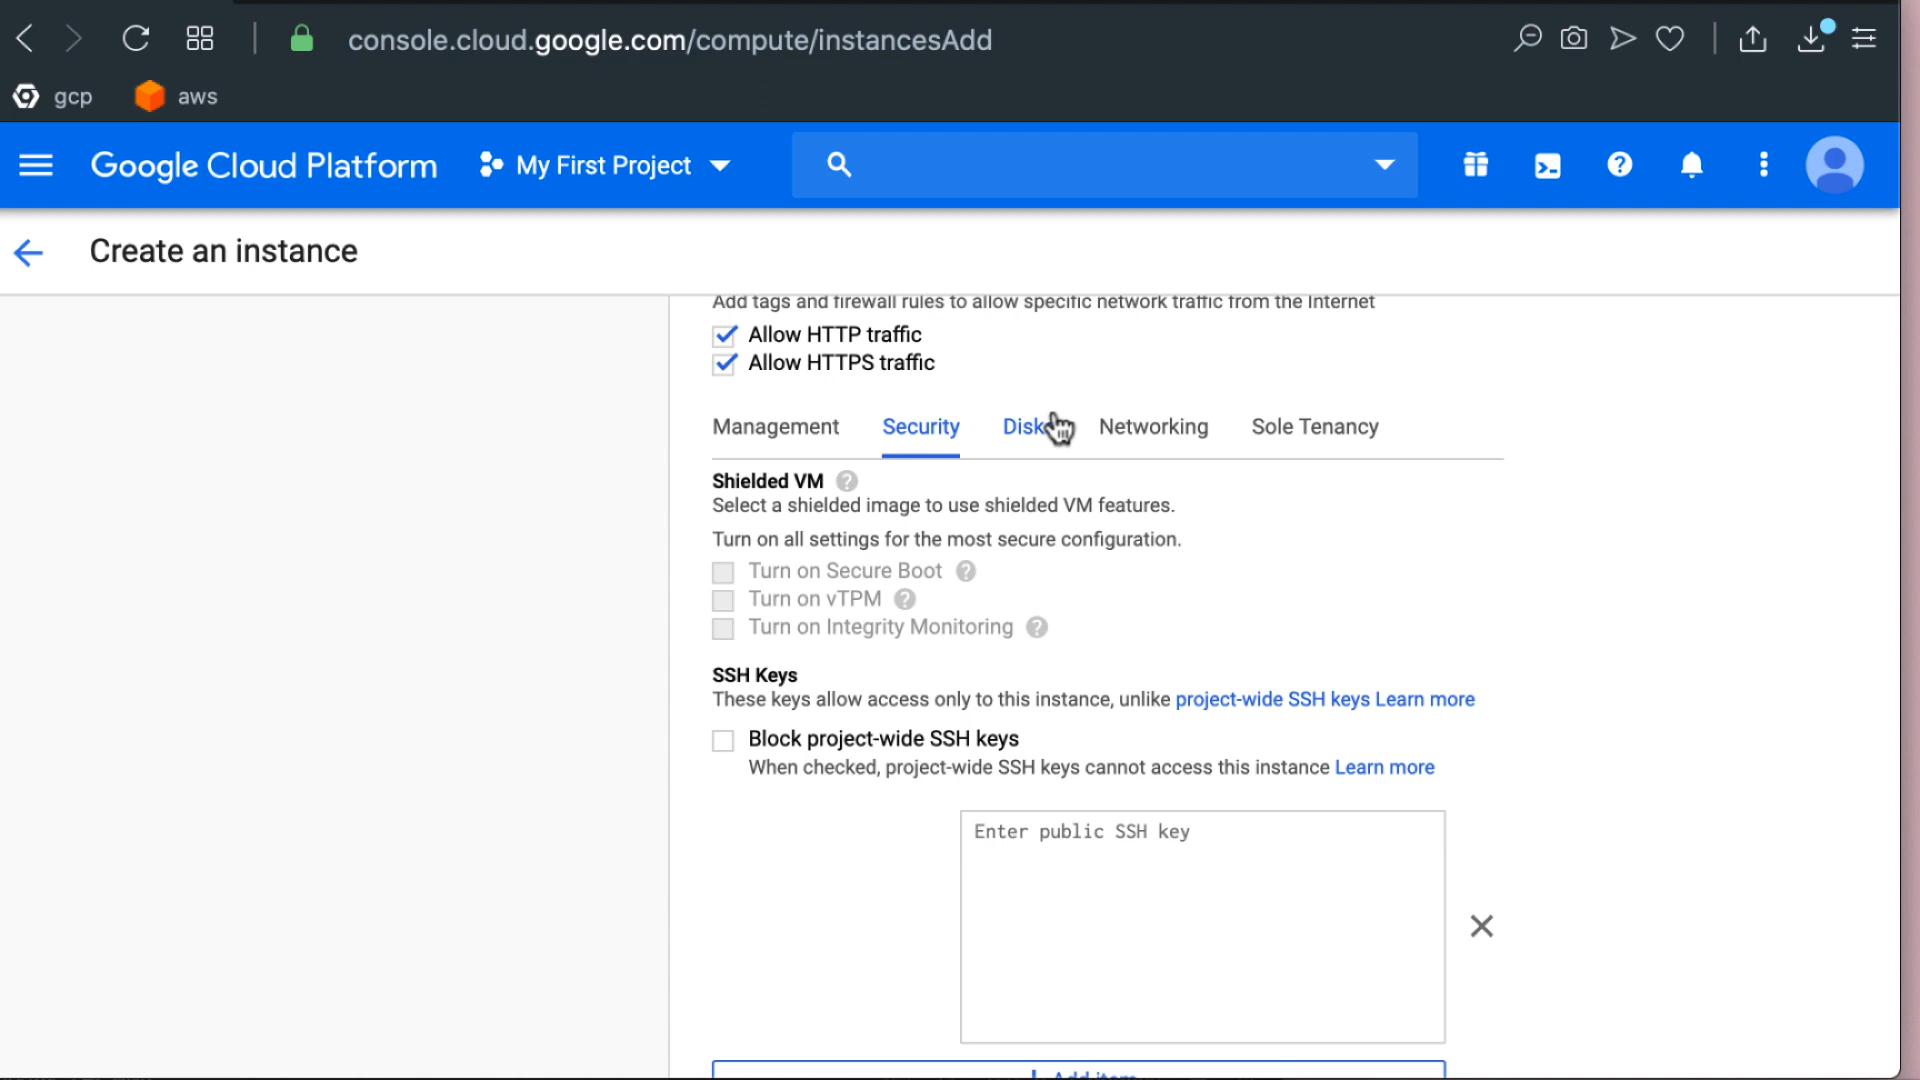 console.cloud.google.com/compute/instancesAdd
gcp aws
Google Cloud Platform My First Project
Create an instance
Add tags and firewall rules to allow specific network traffic from the Internet
Allow HTTP traffic
Allow HTTPS traffic
Management Security Disk Networking Sole Tenancy
Shielded VM ?
Select a shielded image to use shielded VM features.
Turn on all settings for the most secure configuration.
Turn on Secure Boot ?
Turn on vTPM ?
Turn on Integrity Monitoring ?
SSH Keys
These keys allow access only to this instance, unlike project-wide SSH keys Learn more
Block project-wide SSH keys
When checked, project-wide SSH keys cannot access this instance Learn more
Enter public SSH key
+ Add item